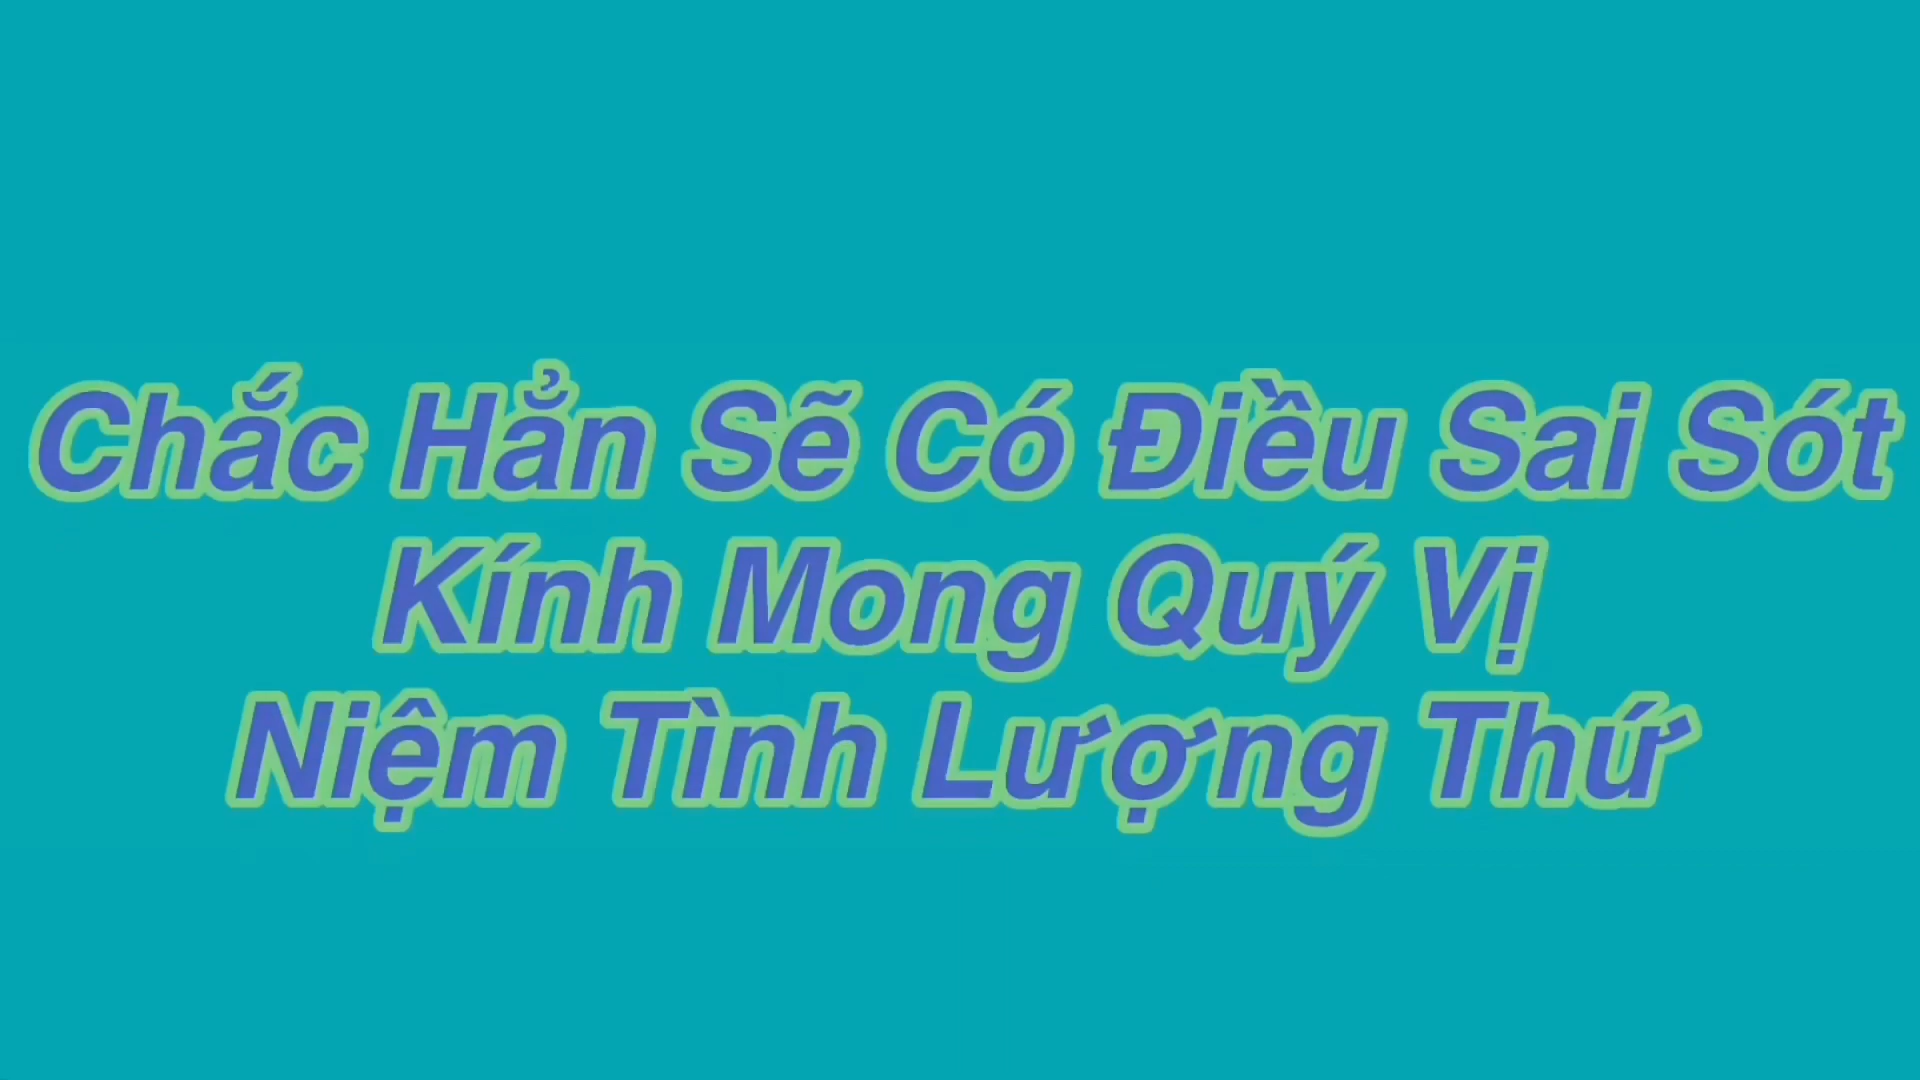 Chắc Hẳn Sẽ Có Điều Sai Sót
Kính Mong Quý Vị
Niệm Tình Lượng Thứ